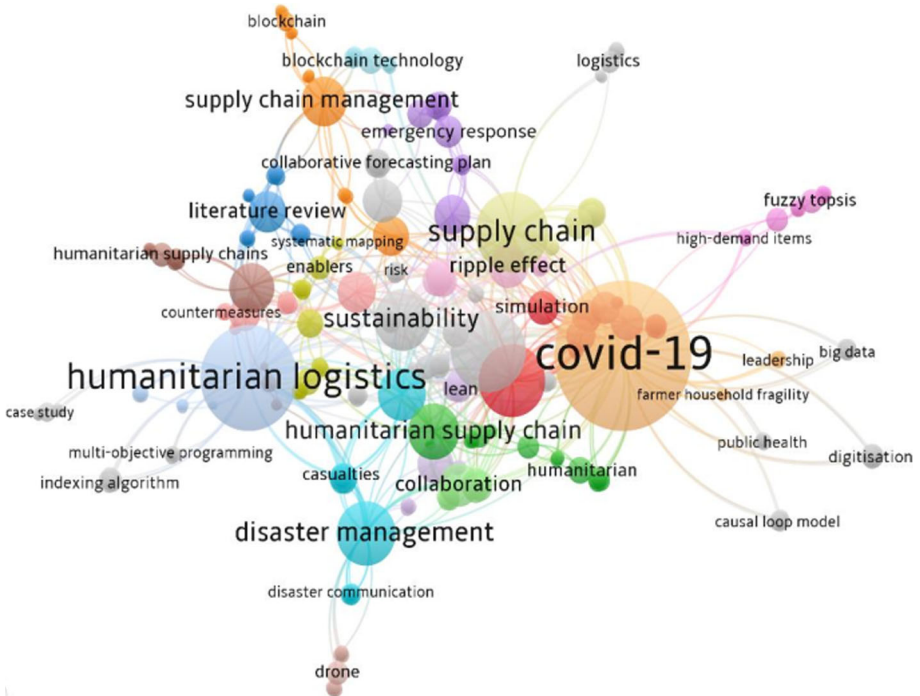 blockchain
blockchain technology
logistics
supply chain management
emergency response
collaborative forecasting plan
fuzzy topsis
literature review
supply chain
high-demand items
systematic mapping
humanitarian supply chains
enablers
risk
ripple effect
countermeasures
simulation
sustainability
covid-19
leadership
big data
humanitarian logistics
lean
farmer household fragility
case study
humanitarian supply chain
public health
multi-objective programming
digitisation
humanitarian
casualties
indexing algorithm
collaboration
causal loop model
disaster management
disaster communication
drone